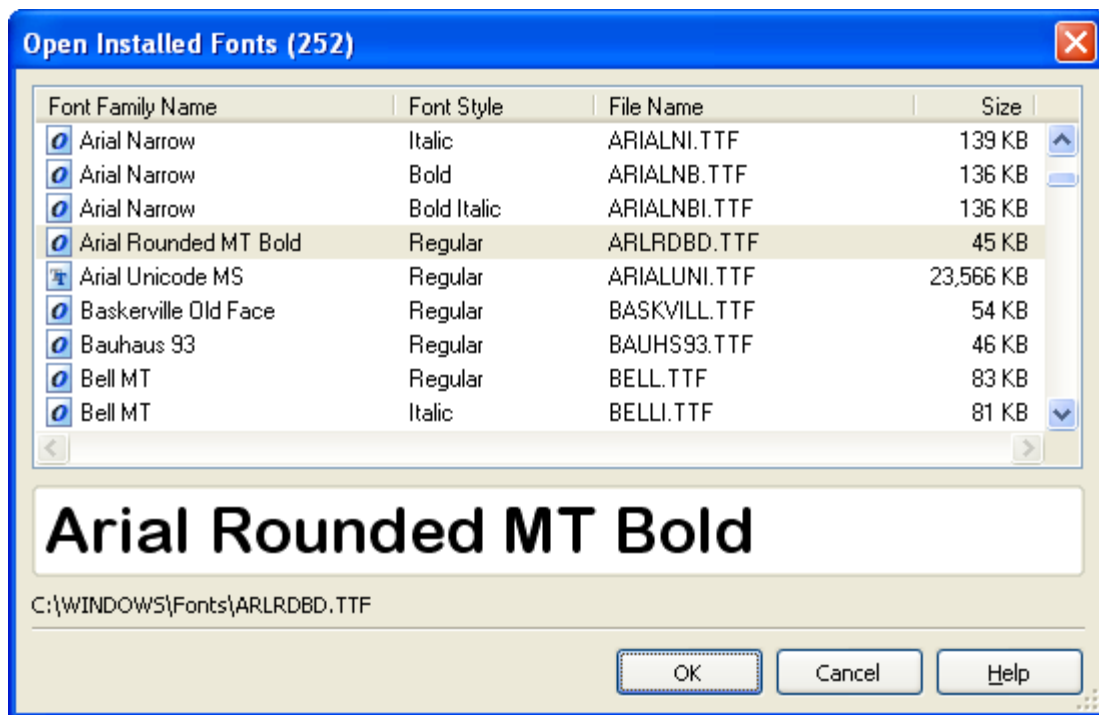 Open Installed Fonts (252)
Font Family Name Font Style File Name Size
Arial Narrow Italic ARIALNI.TTF 139 KB
Arial Narrow Bold ARIALNB.TTF 136 KB
Arial Narrow Bold Italic ARIALNBI.TTF 136 KB
Arial Rounded MT Bold Regular ARLRDBD.TTF 45 KB
Arial Unicode MS Regular ARIALUNI.TTF 23,566 KB
Baskerville Old Face Regular BASKVILL.TTF 54 KB
Bauhaus 93 Regular BAUHS93.TTF 46 KB
Bell MT Regular BELL.TTF 83 KB
Bell MT Italic BELLI.TTF 81 KB
Arial Rounded MT Bold
C:\WINDOWS\Fonts\ARLRDBD.TTF
OK Cancel Help